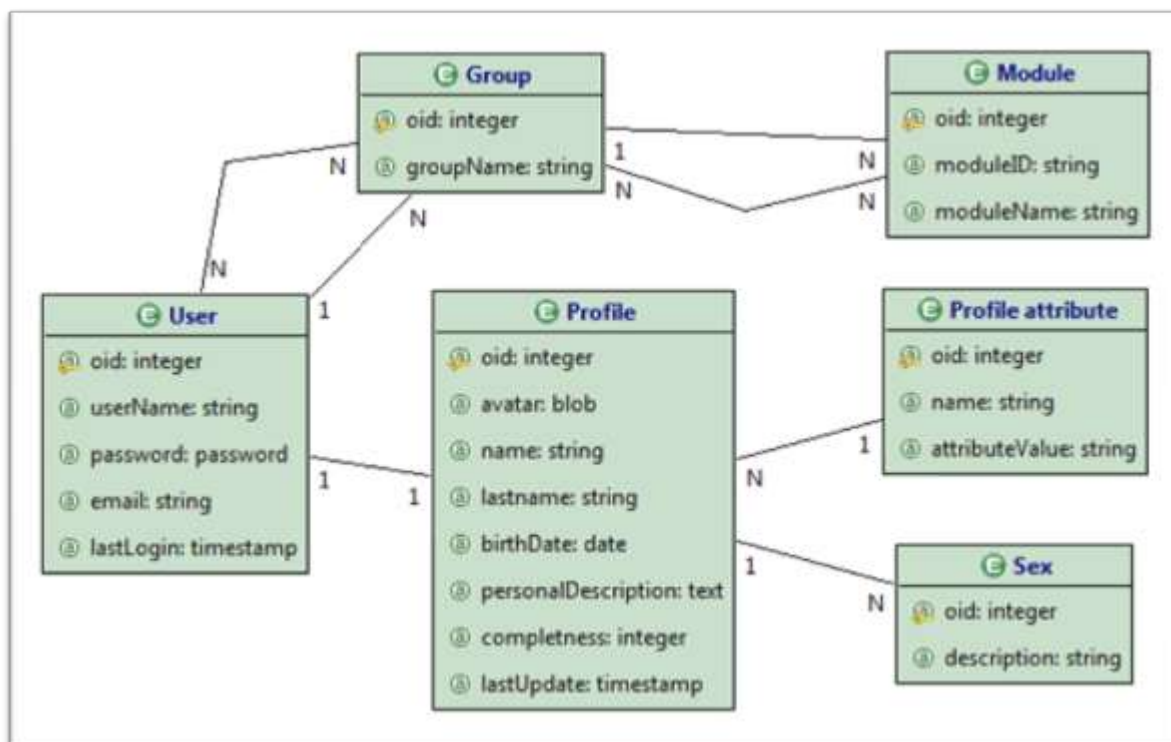 Group
oid: integer
groupName: string
Module
oid: integer
moduleID: string
moduleName: string
N
1
N
N
N
N
N
1
User
oid: integer
userName: string
password: password
email: string
lastLogin: timestamp
Profile
oid: integer
avatar: blob
name: string
lastname: string
birthDate: date
personalDescription: text
completness: integer
lastUpdate: timestamp
Profile attribute
oid: integer
name: string
attributeValue: string
1
1
N
1
1
N
Sex
oid: integer
description: string